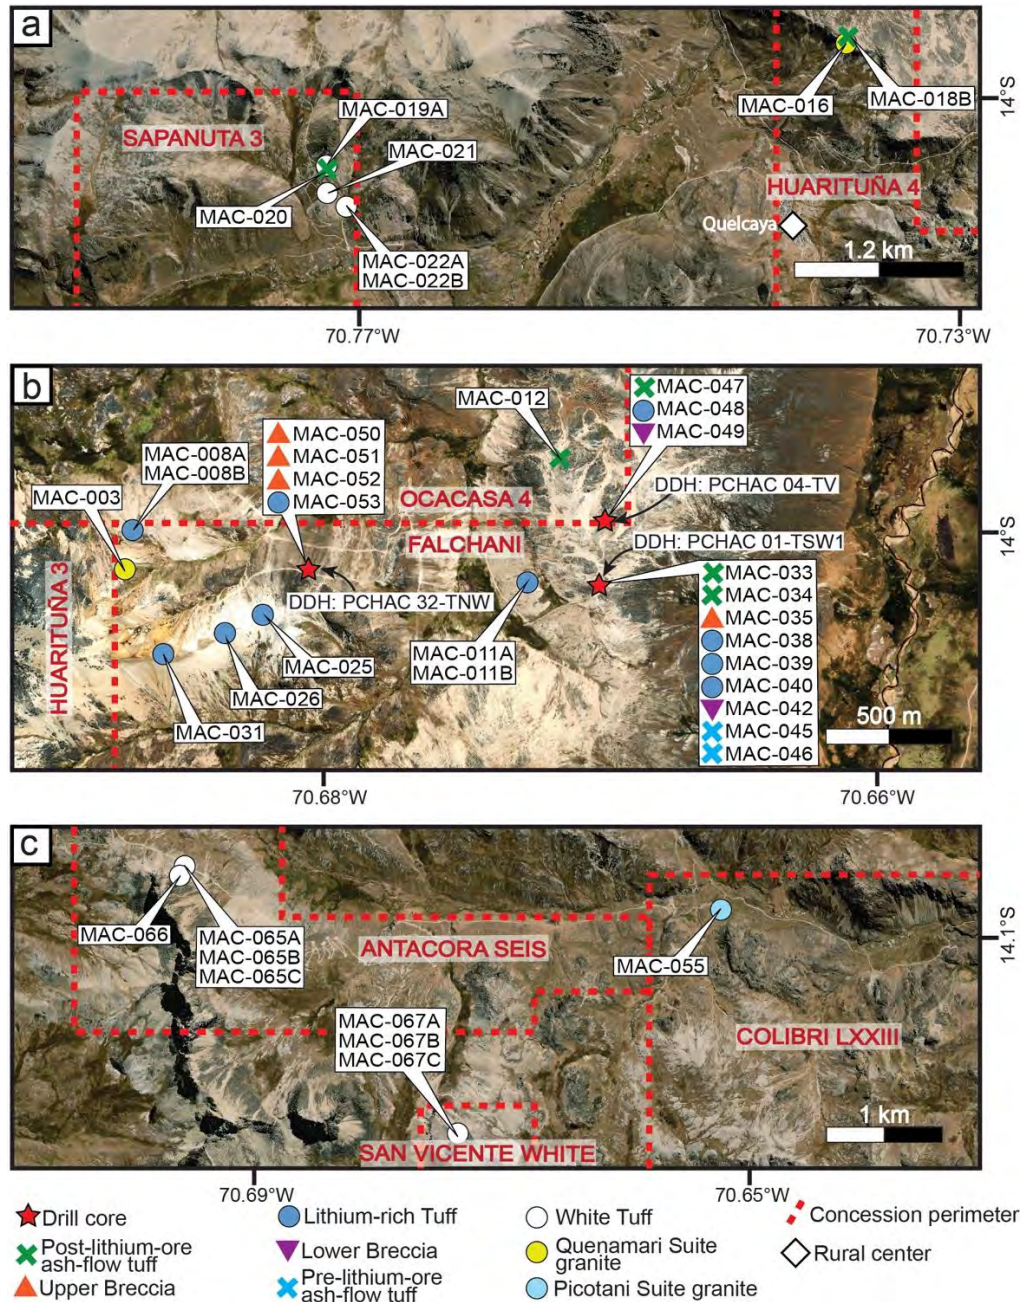 a
SAPANUTA 3
MAC-019A
MAC-021
MAC-020
MAC-022A
MAC-022B
MAC-016
MAC-018B
HUARITUÑA 4
Quelcaya
1.2 km
14°S
70.77°W
70.73°W
b
MAC-003
MAC-008A
MAC-008B
MAC-050
MAC-051
MAC-052
MAC-053
MAC-012
MAC-047
MAC-048
MAC-049
OCACASA 4
FALCHANI
DDH: PCHAC 04-TV
DDH: PCHAC 01-TSW1
DDH: PCHAC 32-TNW
HUARITUÑA 3
MAC-031
MAC-026
MAC-025
MAC-011A
MAC-011B
MAC-033
MAC-034
MAC-035
MAC-038
MAC-039
MAC-040
MAC-042
MAC-045
MAC-046
500 m
14°S
70.68°W
70.66°W
c
MAC-066
MAC-065A
MAC-065B
MAC-065C
ANTACORA SEIS
MAC-055
MAC-067A
MAC-067B
MAC-067C
COLIBRI LXXIII
SAN VICENTE WHITE
1 km
14.1°S
70.69°W
70.65°W
Drill core
Post-lithium-ore
ash-flow tuff
Upper Breccia
Lithium-rich Tuff
Lower Breccia
Pre-lithium-ore
ash-flow tuff
White Tuff
Quenamari Suite
granite
Picotani Suite granite
Concession perimeter
Rural center